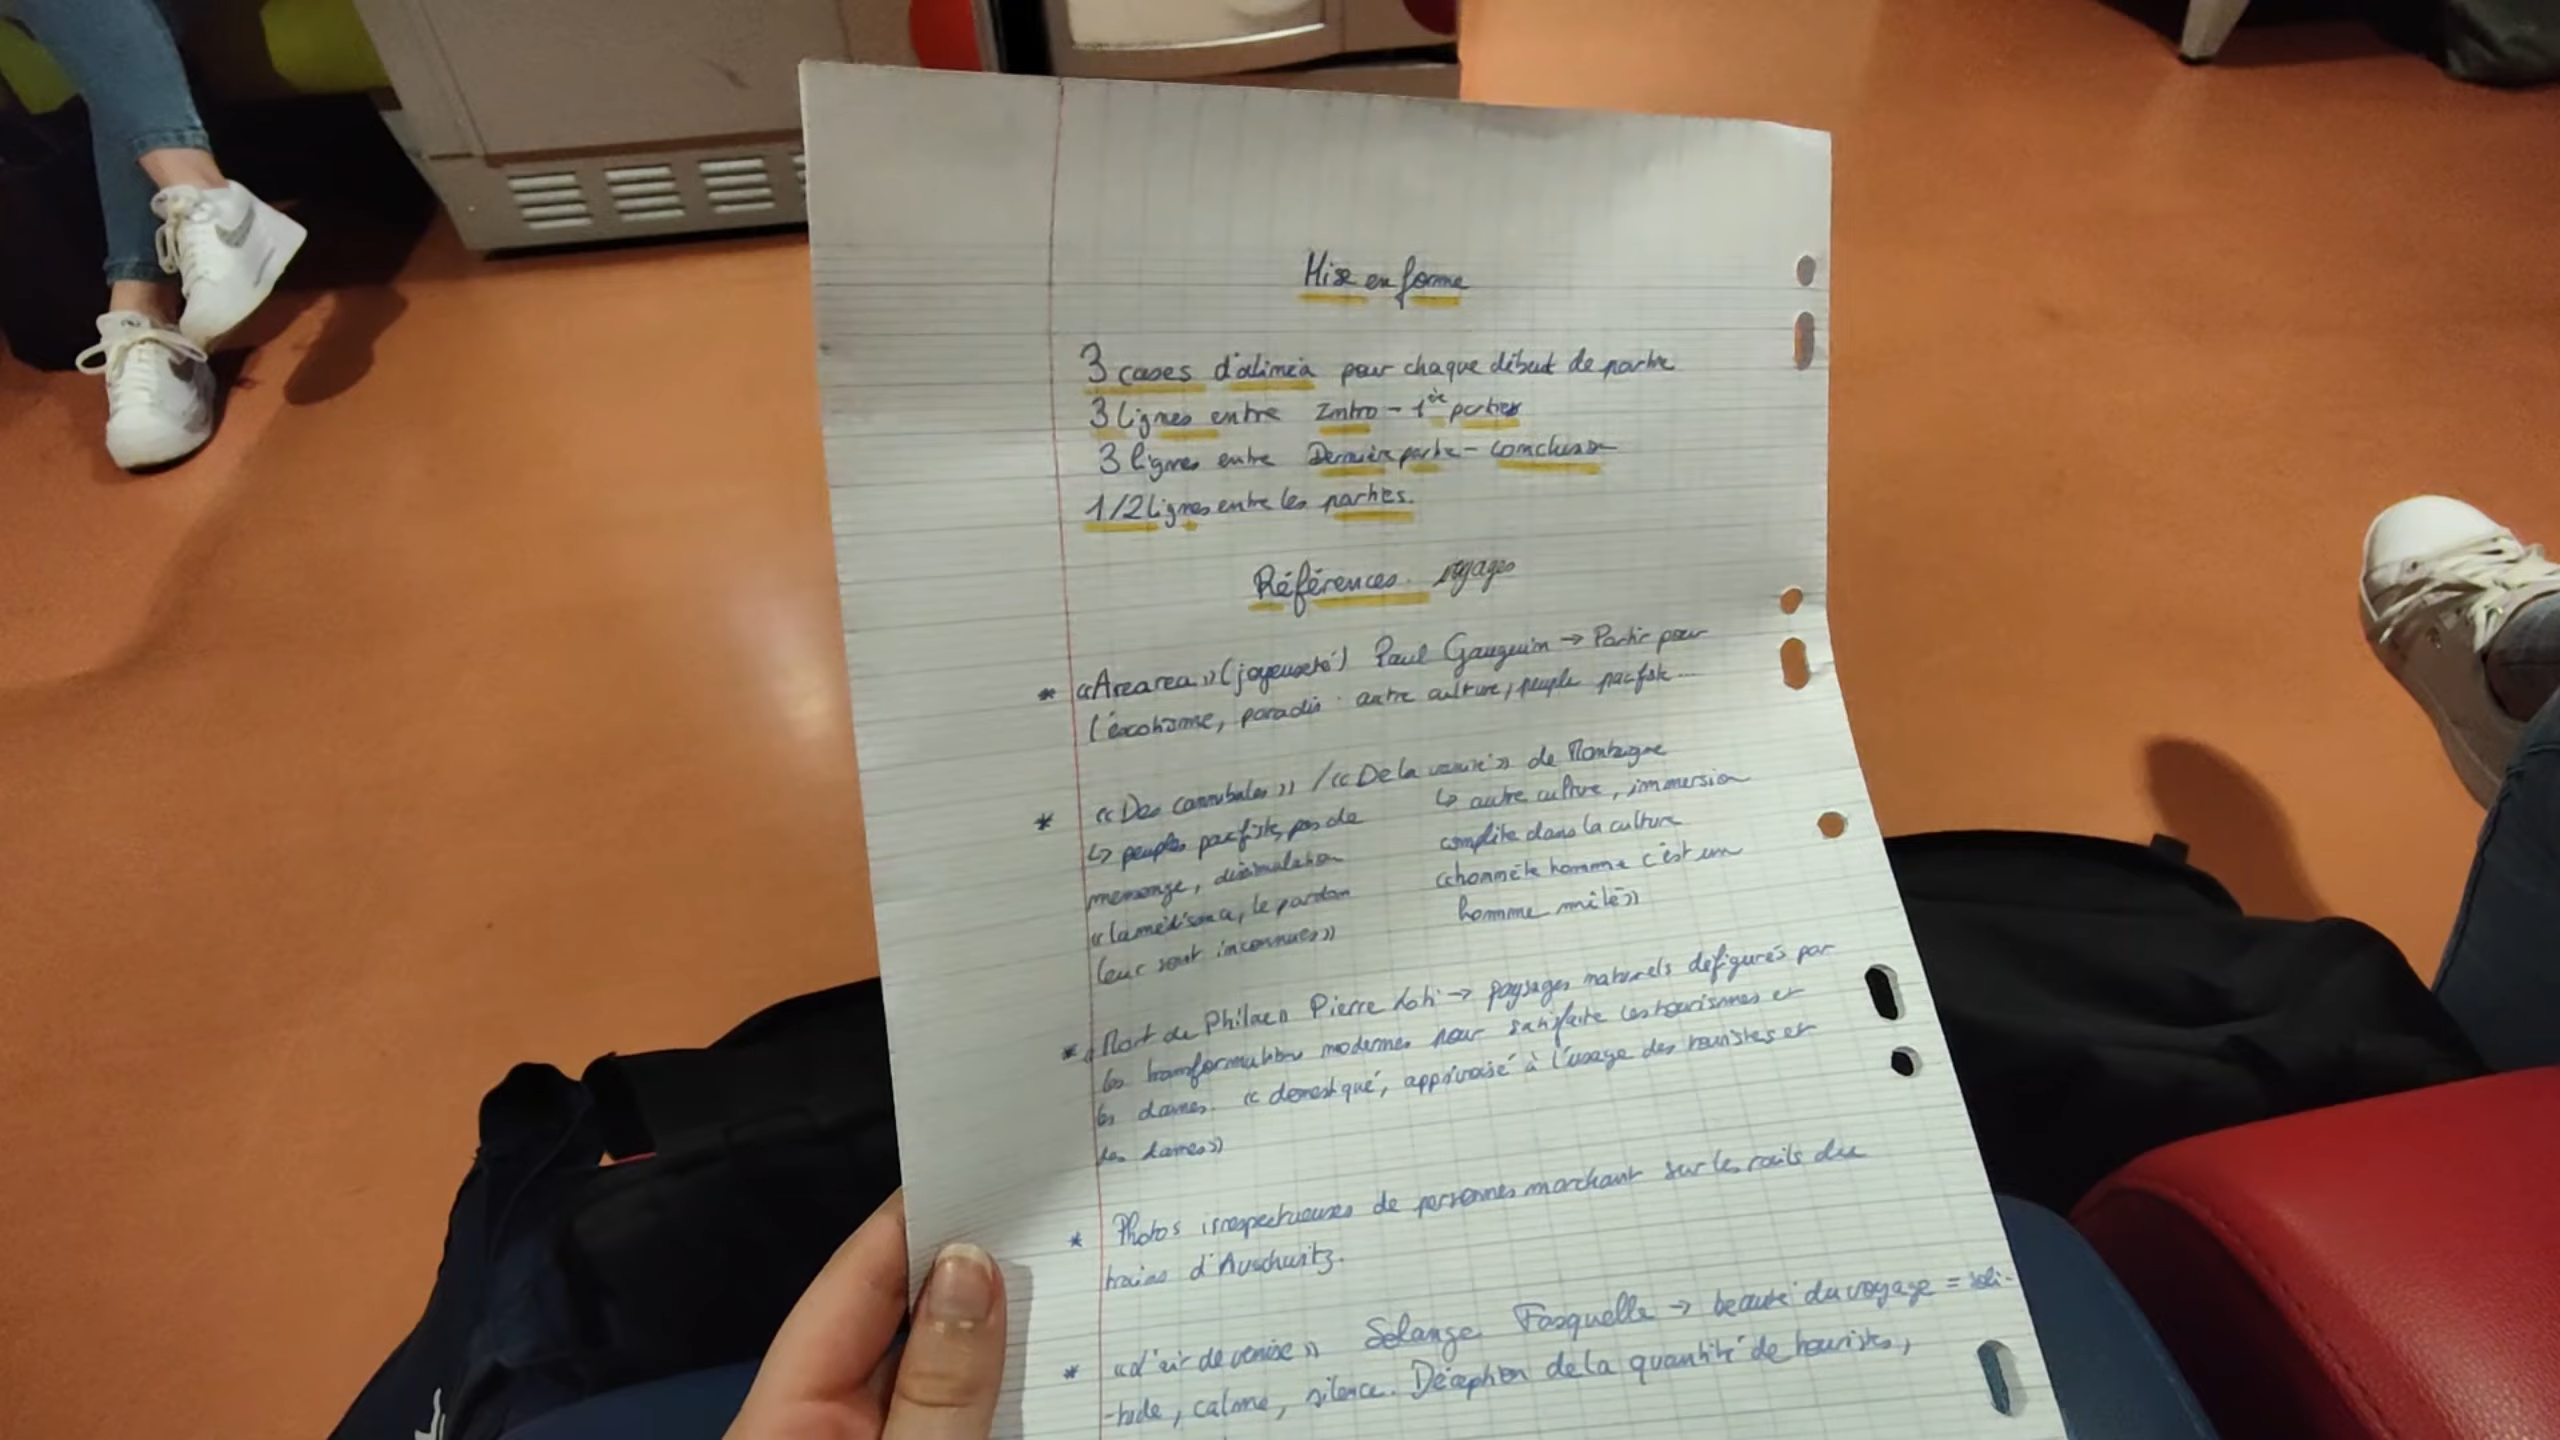 Mise en forme
3 cases d'alinéa pour chaque début de partie
3 lignes entre Intro - 1ère parties
3 lignes entre Dernière partie - conclusion
1/2 lignes entre les parties.
Références voyages
* «Arearea» (joyeuseté) Paul Gauguin → Partir pour
l'éxotisme, paradis : autre culture, peuple pacifiste...
* «Des cannibales» / «De la vanité» de Montaigne
↳ peuples pacifiste, pas de
mensonge, dissimulation
«la médisance, le pardon
leur sont inconnues»
↳ autre culture, immersion
complète dans la culture
«honnête homme c'est un
homme mêlé»
* «Mort de Philae» Pierre Loti → paysages naturels défigurés par
les transformations modernes pour satisfaire les tourismes et
les dames. «domestiqué, apprivoisé à l'usage des touristes et
des dames»
* Photos irrespectueuses de personnes marchant sur les rails du
trains d'Auschwitz.
* «L'air de venise» Solange Fasquelle → beauté du voyage = soli-
-tude, calme, silence. Déception de la quantité de touristes,